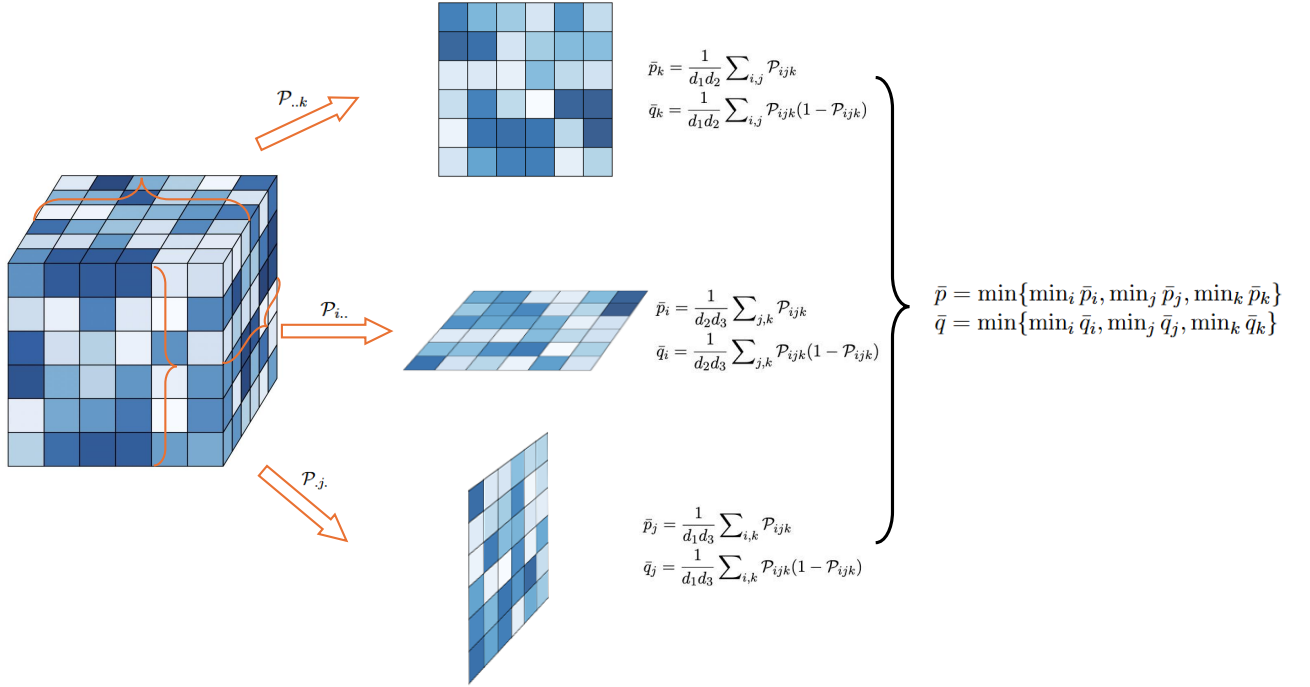 𝒫..k
p̄ₖ = 1/(d₁d₂) ∑ᵢ,ⱼ 𝒫ᵢⱼₖ
q̄ₖ = 1/(d₁d₂) ∑ᵢ,ⱼ 𝒫ᵢⱼₖ(1 − 𝒫ᵢⱼₖ)
𝒫ᵢ..
p̄ᵢ = 1/(d₂d₃) ∑ⱼ,ₖ 𝒫ᵢⱼₖ
q̄ᵢ = 1/(d₂d₃) ∑ⱼ,ₖ 𝒫ᵢⱼₖ(1 − 𝒫ᵢⱼₖ)
𝒫.ⱼ.
p̄ⱼ = 1/(d₁d₃) ∑ᵢ,ₖ 𝒫ᵢⱼₖ
q̄ⱼ = 1/(d₁d₃) ∑ᵢ,ₖ 𝒫ᵢⱼₖ(1 − 𝒫ᵢⱼₖ)
p̄ = min{minᵢ p̄ᵢ, minⱼ p̄ⱼ, minₖ p̄ₖ}
q̄ = min{minᵢ q̄ᵢ, minⱼ q̄ⱼ, minₖ q̄ₖ}